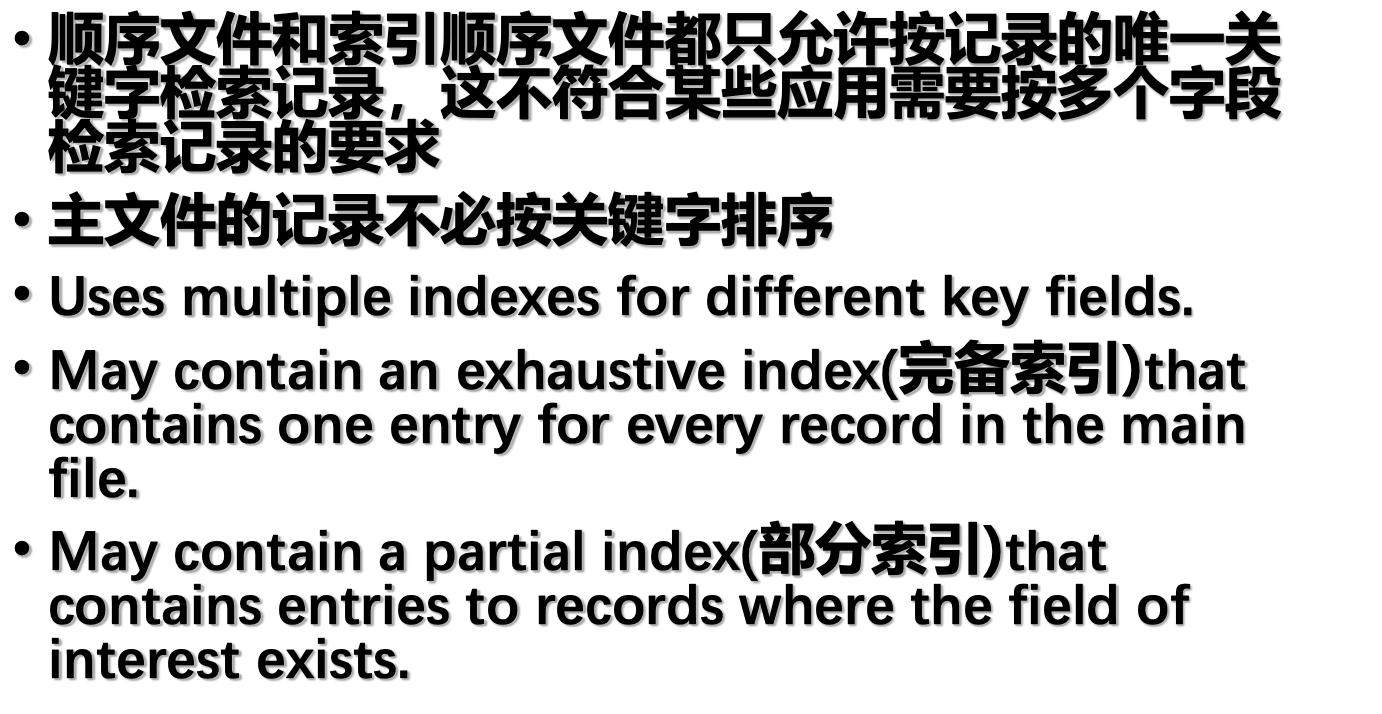 • 顺序文件和索引顺序文件都只允许按记录的唯一关
键字检索记录，这不符合某些应用需要按多个字段
检索记录的要求
• 主文件的记录不必按关键字排序
• Uses multiple indexes for different key fields.
• May contain an exhaustive index(完备索引)that
contains one entry for every record in the main
file.
• May contain a partial index(部分索引)that
contains entries to records where the field of
interest exists.